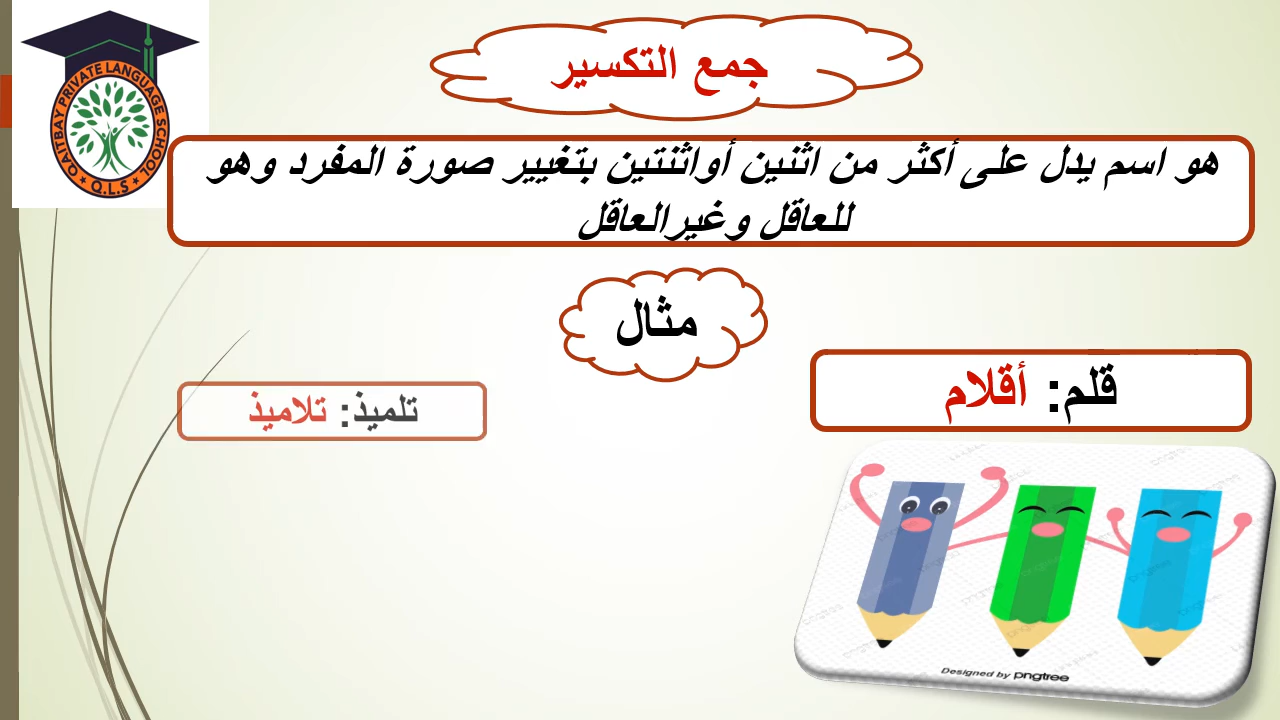 QAITBAY PRIVATE LANGUAGE SCHOOL
Q.L.S
جمع التكسير
هو اسم يدل على أكثر من اثنين أواثنتين بتغيير صورة المفرد وهو
للعاقل وغيرالعاقل
مثال
قلم: أقلام
تلميذ: تلاميذ
Designed by pngtree